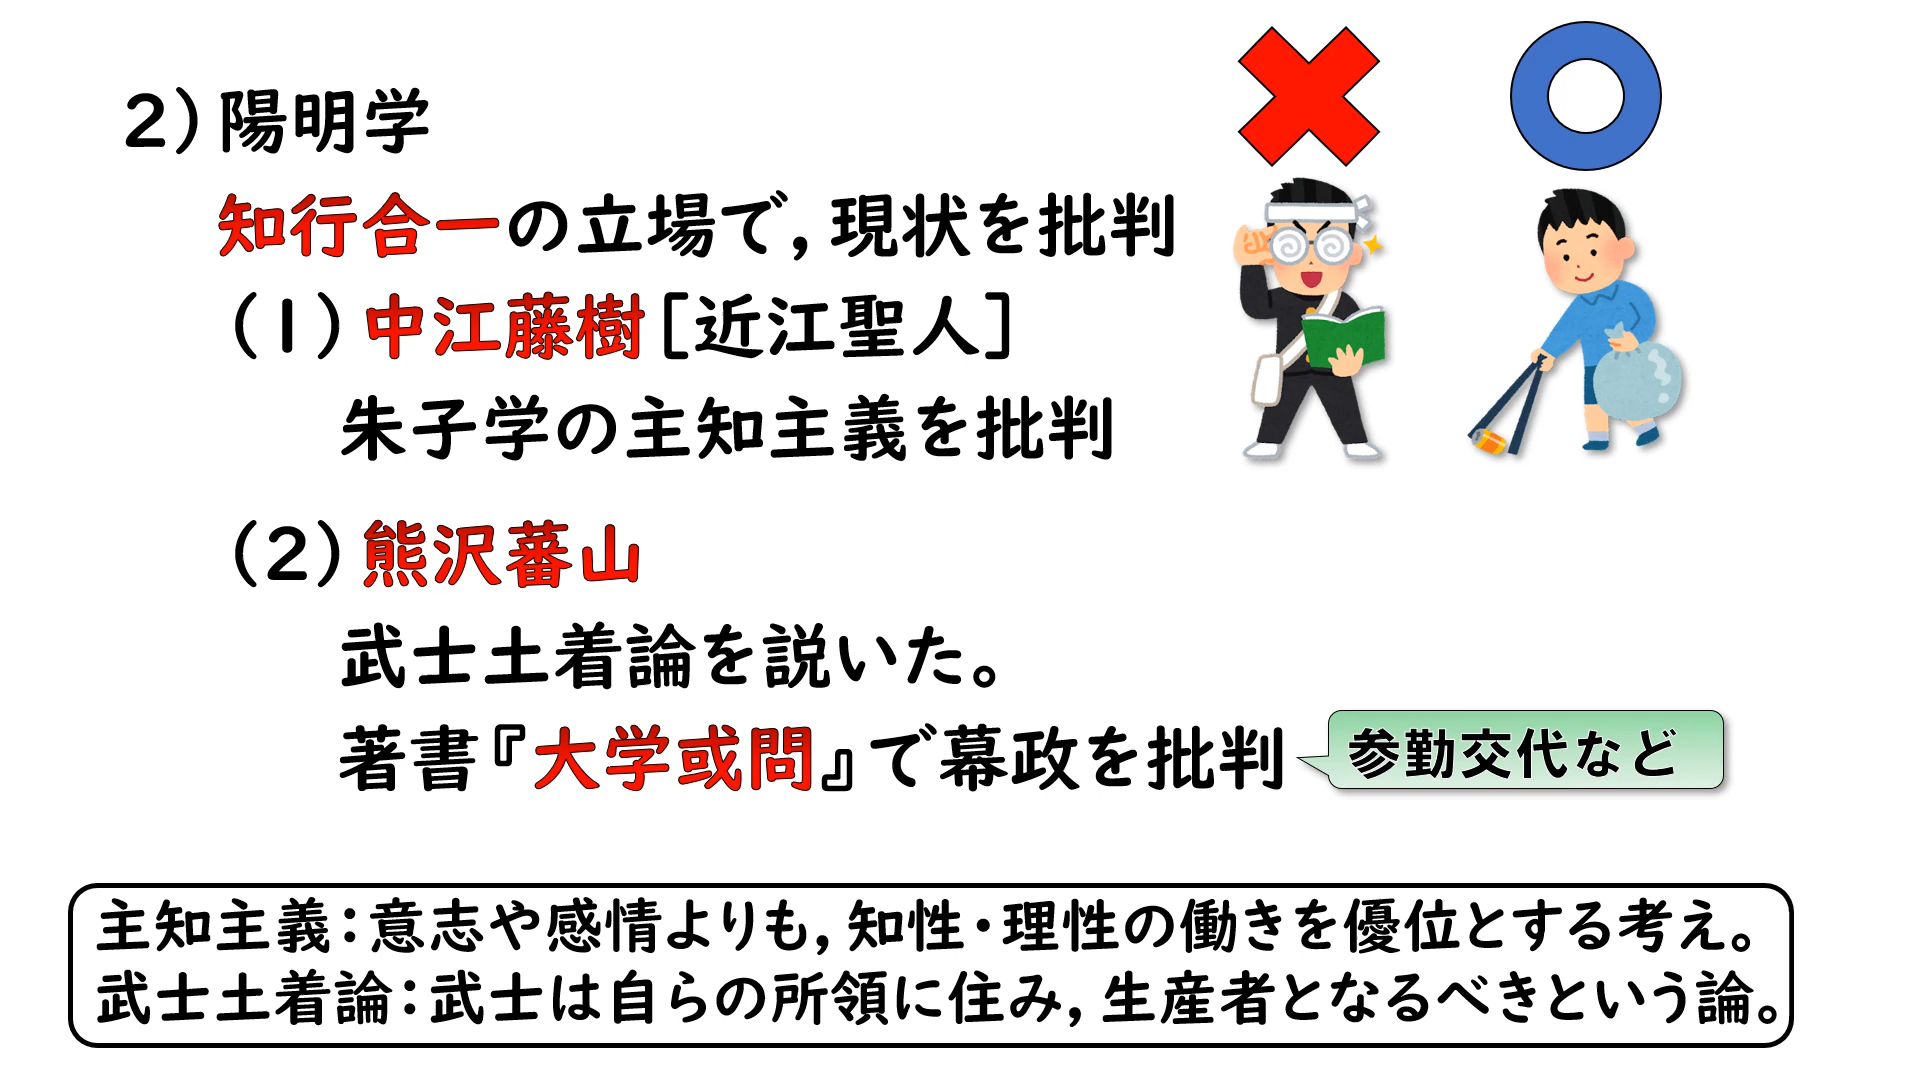 2）陽明学
知行合一の立場で，現状を批判
（1）中江藤樹［近江聖人］
朱子学の主知主義を批判
（2）熊沢蕃山
武士土着論を説いた。
著書『大学或問』で幕政を批判
参勤交代など
主知主義：意志や感情よりも，知性・理性の働きを優位とする考え。
武士土着論：武士は自らの所領に住み，生産者となるべきという論。